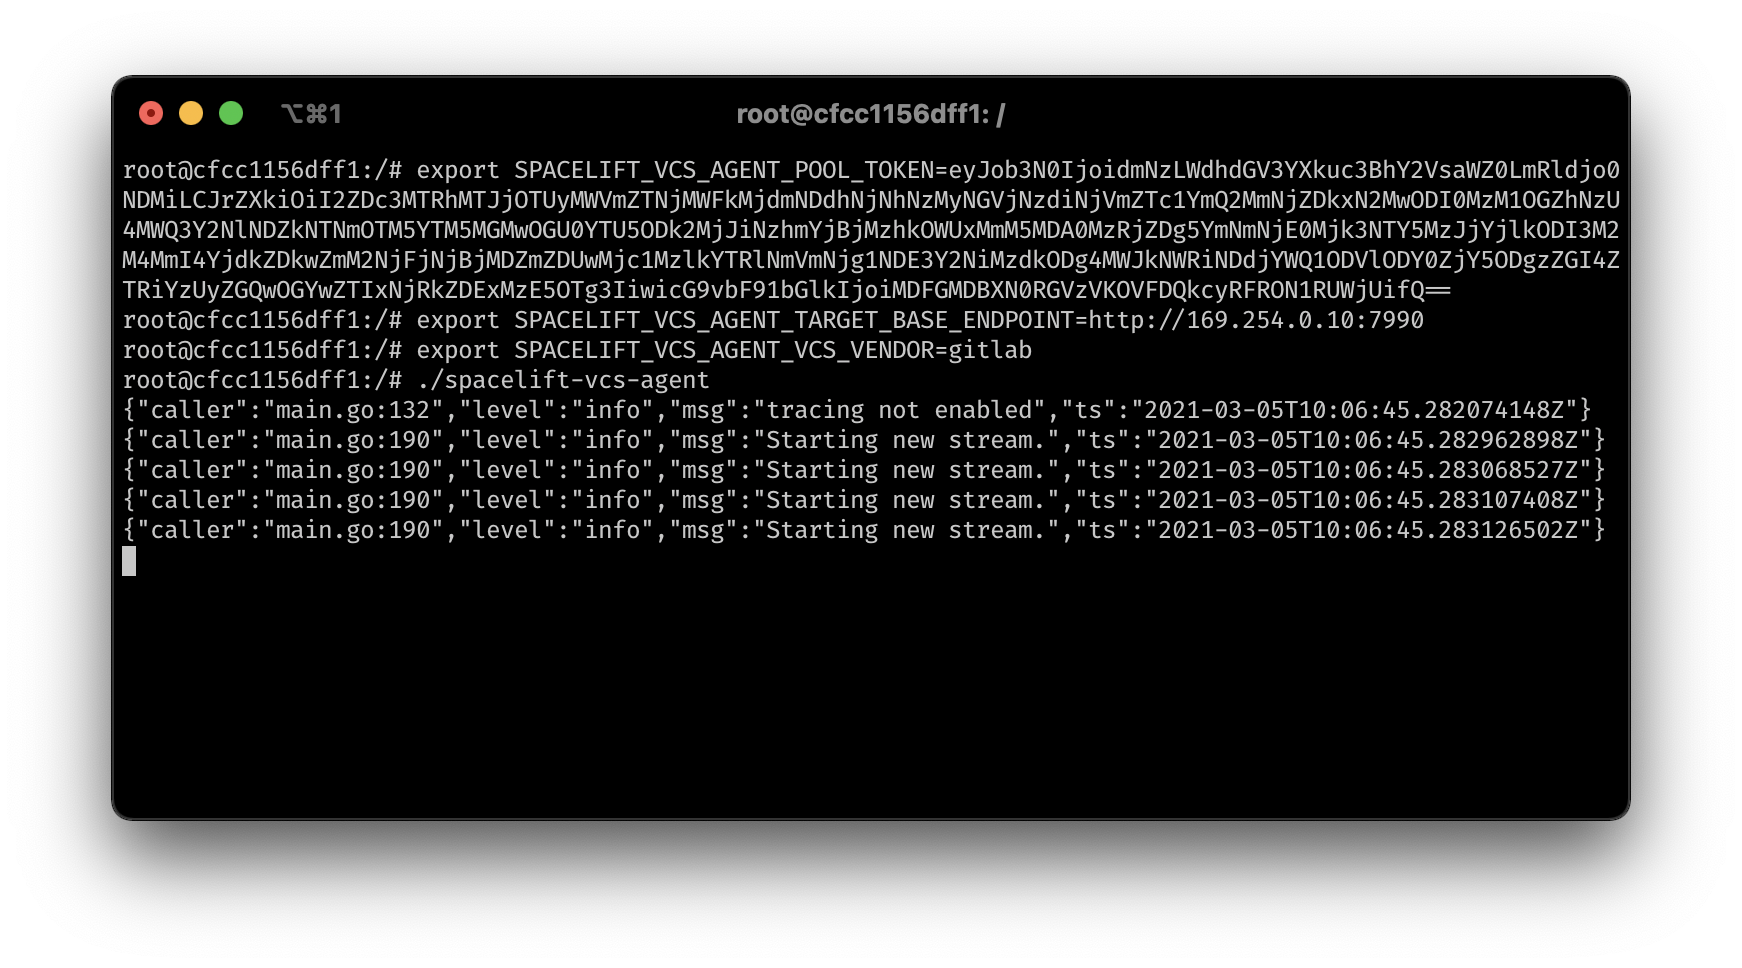 ⌥⌘1
root@cfcc1156dff1: /
root@cfcc1156dff1:/# export SPACELIFT_VCS_AGENT_POOL_TOKEN=eyJob3N0IjoidmNzLWdhdGV3YXkuc3BhY2VsaWZ0LmRldjo0
NDMiLCJrZXkiOiI2ZDc3MTRhMTJjOTUyMWVmZTNjMWFkMjdmNDdhNjNhNzMyNGVjNzdiNjVmZTc1YmQ2MmNjZDkxN2MwODI0MzM1OGZhNzU
4MWQ3Y2NlNDZkNTNmOTM5YTM5MGMwOGU0YTU5ODk2MjJiNzhmYjBjMzhkOWUxMmM5MDA0MzRjZDg5YmNmNjE0Mjk3NTY5MzJjYjlkODI3M2
M4MmI4YjdkZDkwZmM2NjFjNjBjMDZmZDUwMjc1MzlkYTRlNmVmNjg1NDE3Y2NiMzdkODg4MWJkNWRiNDdjYWQ1ODVlODY0ZjY5ODgzZGI4Z
TRiYzUyZGQwOGYwZTIxNjRkZDExMzE5OTg3IiwicG9vbF91bGlkIjoiMDFGMDBXN0RGVzVKOVFDQkcyRFRON1RUWjUifQ==
root@cfcc1156dff1:/# export SPACELIFT_VCS_AGENT_TARGET_BASE_ENDPOINT=http://169.254.0.10:7990
root@cfcc1156dff1:/# export SPACELIFT_VCS_AGENT_VCS_VENDOR=gitlab
root@cfcc1156dff1:/# ./spacelift-vcs-agent
{"caller":"main.go:132","level":"info","msg":"tracing not enabled","ts":"2021-03-05T10:06:45.282074148Z"}
{"caller":"main.go:190","level":"info","msg":"Starting new stream.","ts":"2021-03-05T10:06:45.282962898Z"}
{"caller":"main.go:190","level":"info","msg":"Starting new stream.","ts":"2021-03-05T10:06:45.283068527Z"}
{"caller":"main.go:190","level":"info","msg":"Starting new stream.","ts":"2021-03-05T10:06:45.283107408Z"}
{"caller":"main.go:190","level":"info","msg":"Starting new stream.","ts":"2021-03-05T10:06:45.283126502Z"}